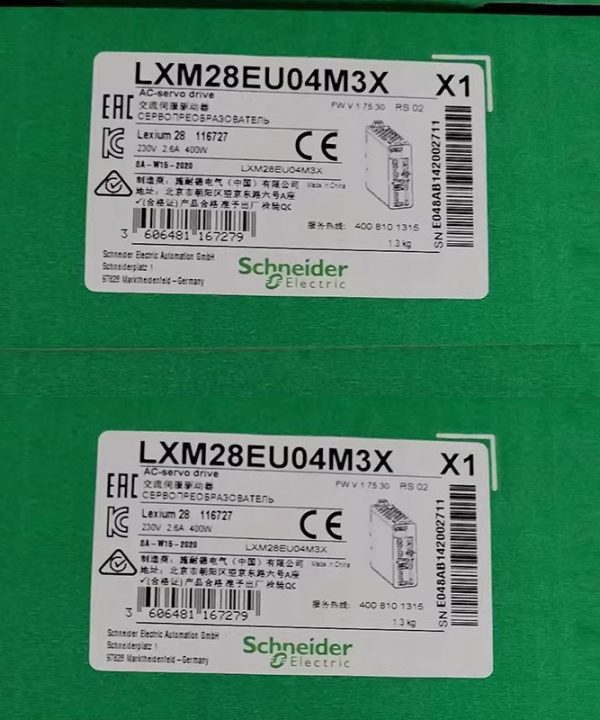 LXM28EU04M3X X1
AC-servo drive
交流伺服驱动器
СЕРВОПРЕОБРАЗОВАТЕЛЬ
FW V 1.75.30 RS 02
EAC
Lexium 28 116727
230V 2.6A 400W
CE
8A-W15-2020
LXM28EU04M3X
制造商：施耐德电气（中国）有限公司 Made in China
地址：北京市朝阳区望京东路六号A座
✓(合格证)产品合格 准予出厂 检验QC
3 606481 167279
服务热线: 400 810 1315
1.3 kg
SN E048AB142002711
Schneider Electric Automation GmbH
Schneiderplatz 1
97828 Marktheidenfeld - Germany
Schneider
Electric
LXM28EU04M3X X1
AC-servo drive
交流伺服驱动器
СЕРВОПРЕОБРАЗОВАТЕЛЬ
FW V 1.75.30 RS 02
EAC
Lexium 28 116727
230V 2.6A 400W
CE
8A-W15-2020
LXM28EU04M3X
制造商：施耐德电气（中国）有限公司 Made in China
地址：北京市朝阳区望京东路六号A座
✓(合格证)产品合格 准予出厂 检验QC
3 606481 167279
服务热线: 400 810 1315
1.3 kg
SN E048AB142002711
Schneider Electric Automation GmbH
Schneiderplatz 1
97828 Marktheidenfeld - Germany
Schneider
Electric